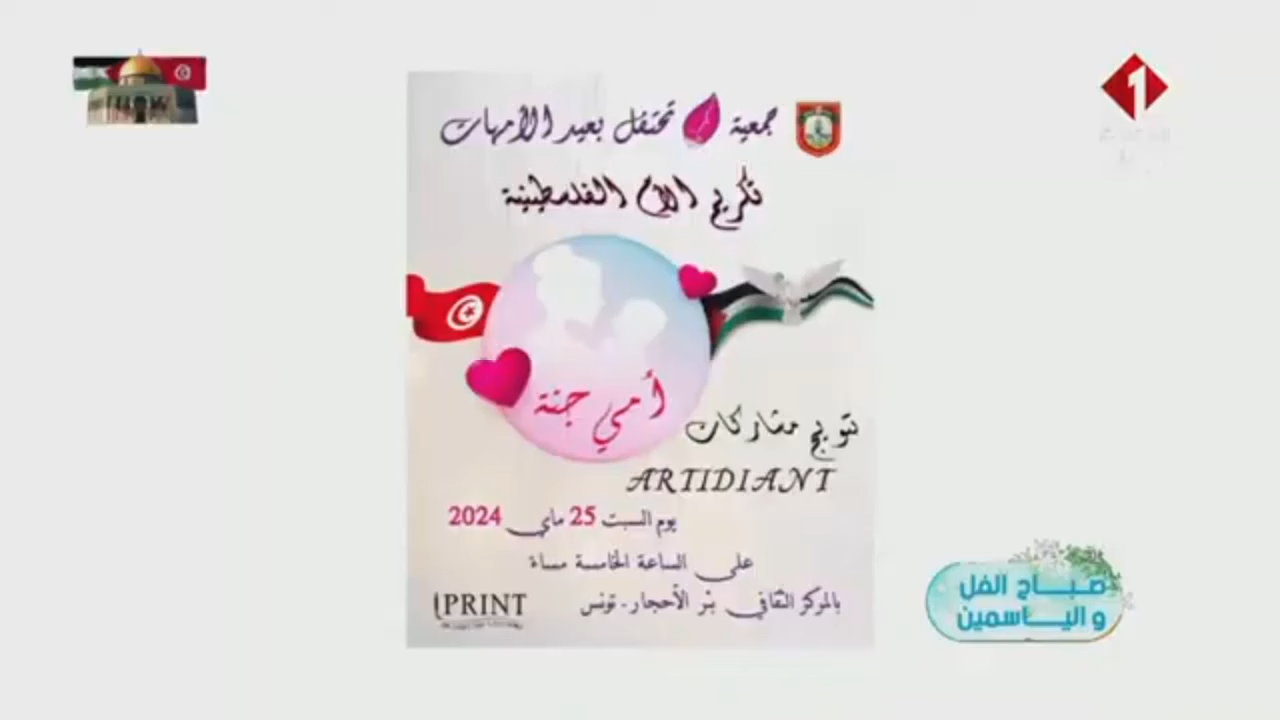 جمعية تحتفل بعيد الأمهات
تكريم الأم الفلسطينية
أمي جنة
تتويج مشاركات
ARTIDIANT
يوم السبت 25 ماي 2024
على الساعة الخامسة مساءً
بالمركز الثقافي بئر الأحجار - تونس
PRINT
1
صباح الفل
و الياسمين